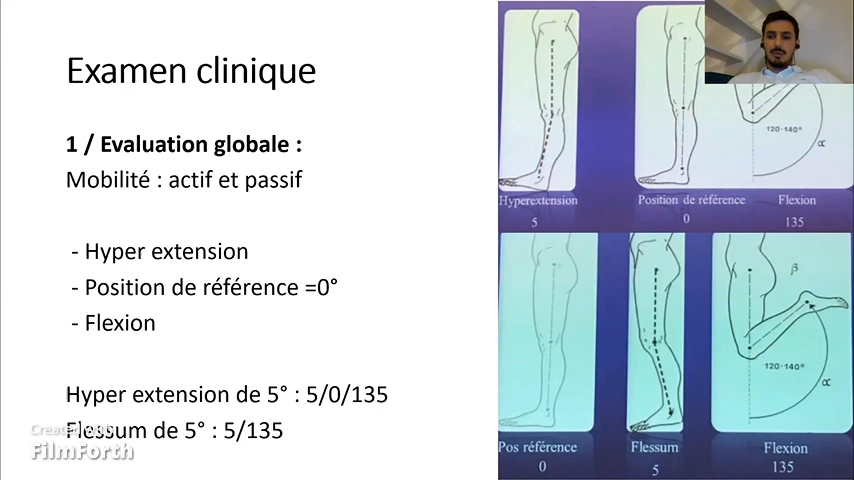 Examen clinique
1 / Evaluation globale :
Mobilité : actif et passif
- Hyper extension
- Position de référence =0°
- Flexion
Hyper extension de 5° : 5/0/135
Flessum de 5° : 5/135
Created with
FilmForth
120-140°
α
Hyperextension
Position de référence
Flexion
5
0
135
β
120-140°
α
Pos référence
Flessum
Flexion
0
5
135